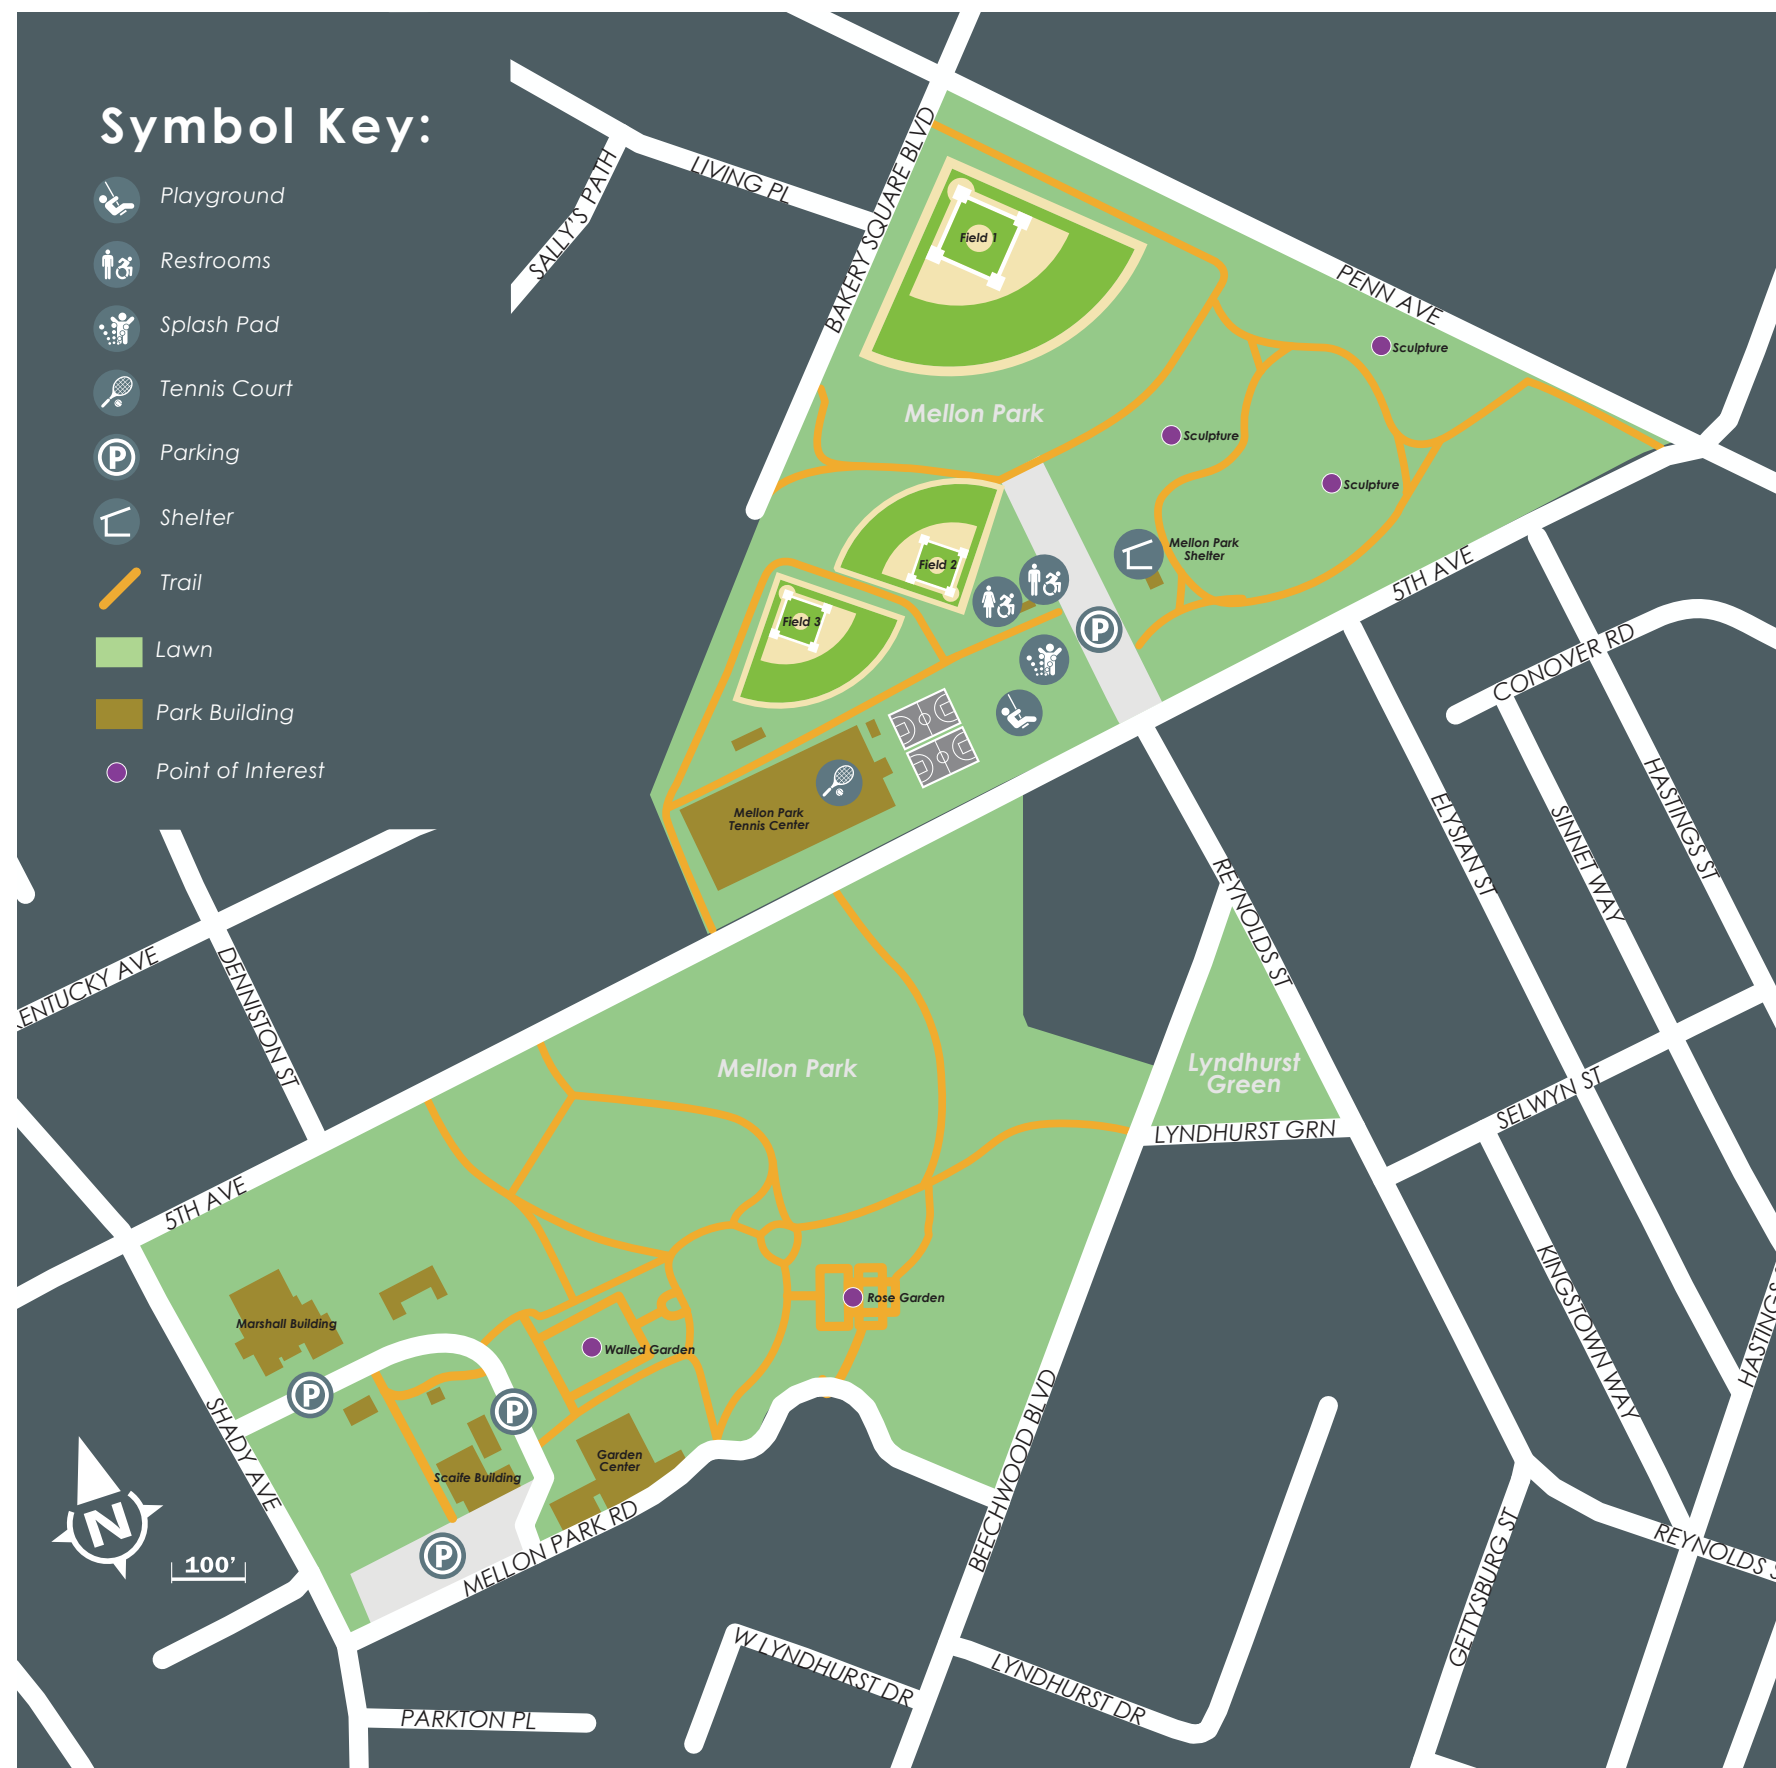 Symbol Key:
Playground
Restrooms
Splash Pad
Tennis Court
P
Parking
Shelter
Trail
Lawn
Park Building
Point of Interest
LIVING PL
SALLY'S PATH
BAKERY SQUARE BLVD
PENN AVE
Field 1
Mellon Park
Sculpture
Sculpture
Sculpture
Field 2
Field 3
Mellon Park
Shelter
P
5TH AVE
CONOVER RD
HASTINGS ST
ELYSIAN ST
SINNET WAY
Mellon Park
Tennis Center
REYNOLDS ST
KENTUCKY AVE
DENNISTON ST
Mellon Park
Lyndhurst
Green
LYNDHURST GRN
SELWYN ST
5TH AVE
KINGSTOWN WAY
HASTINGS
Marshall Building
Rose Garden
Walled Garden
P
P
SHADY AVE
Scaife Building
Garden
Center
BEECHWOOD BLVD
N
100'
P
MELLON PARK RD
GETTYSBURG ST
REYNOLDS S
W LYNDHURST DR
LYNDHURST DR
PARKTON PL